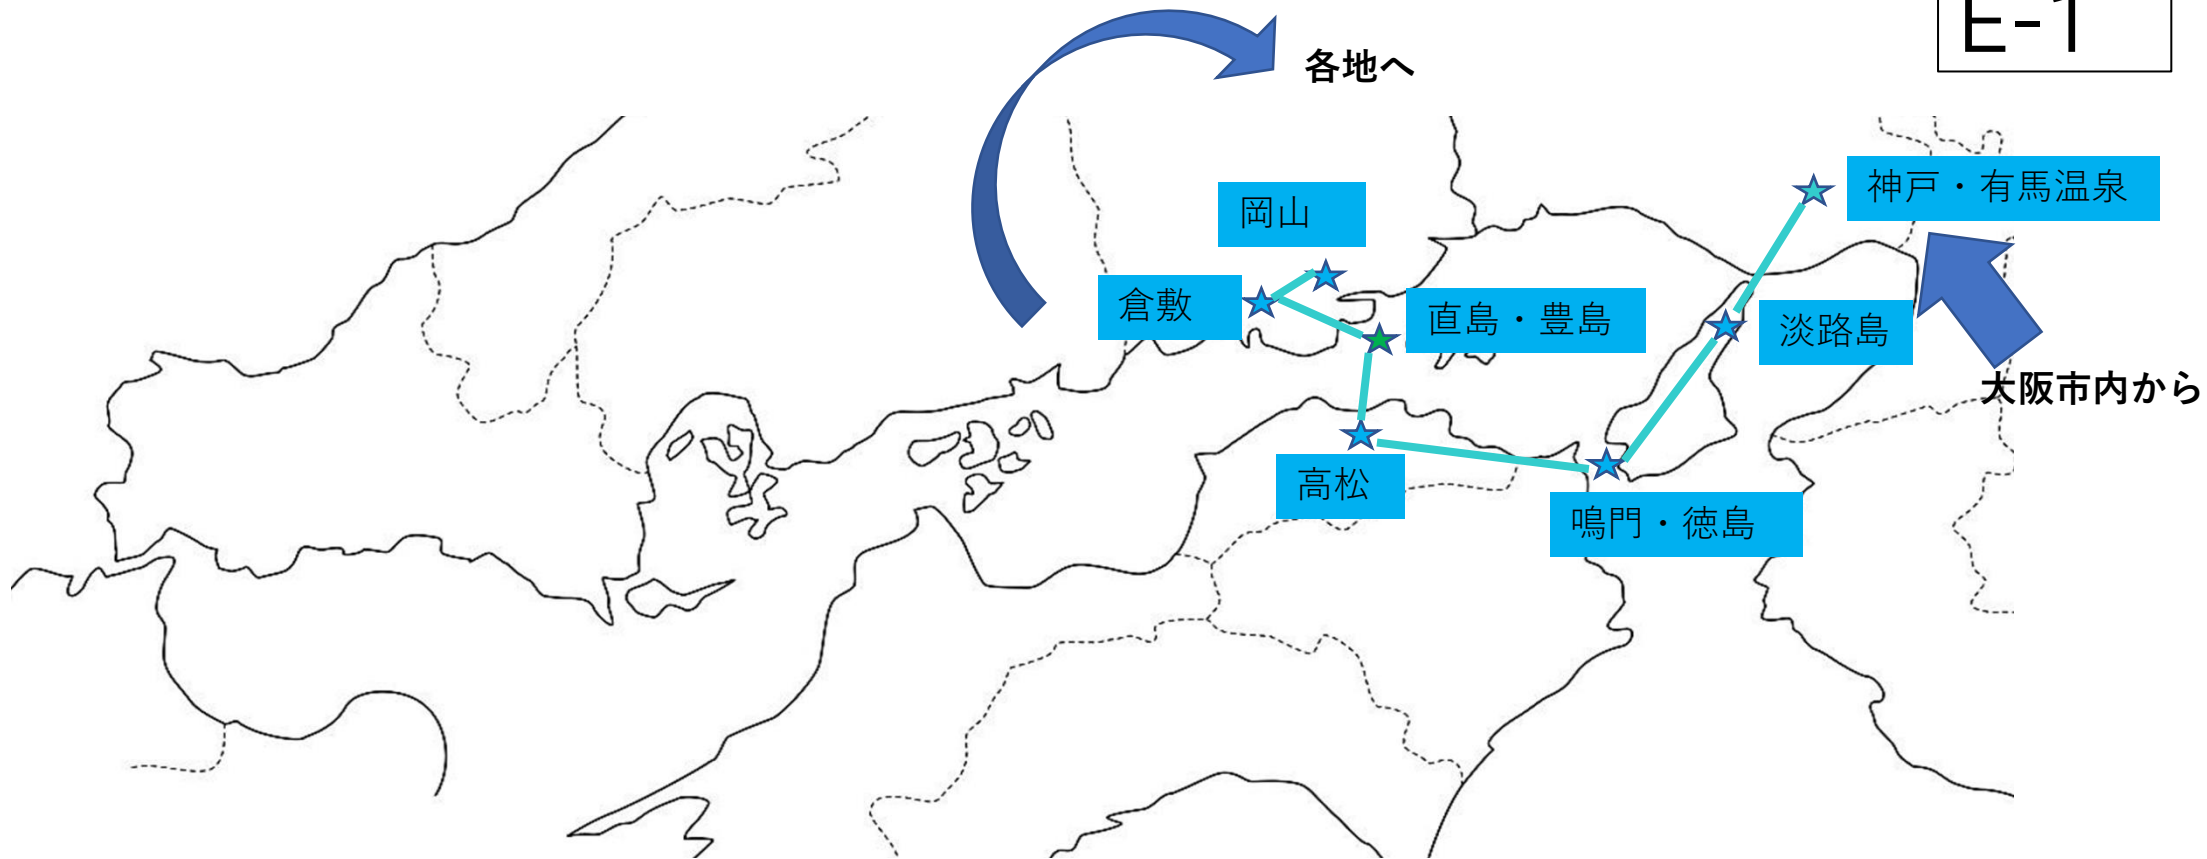 E-1
各地へ
神戸・有馬温泉
岡山
倉敷
直島・豊島
淡路島
大阪市内から
高松
鳴門・徳島